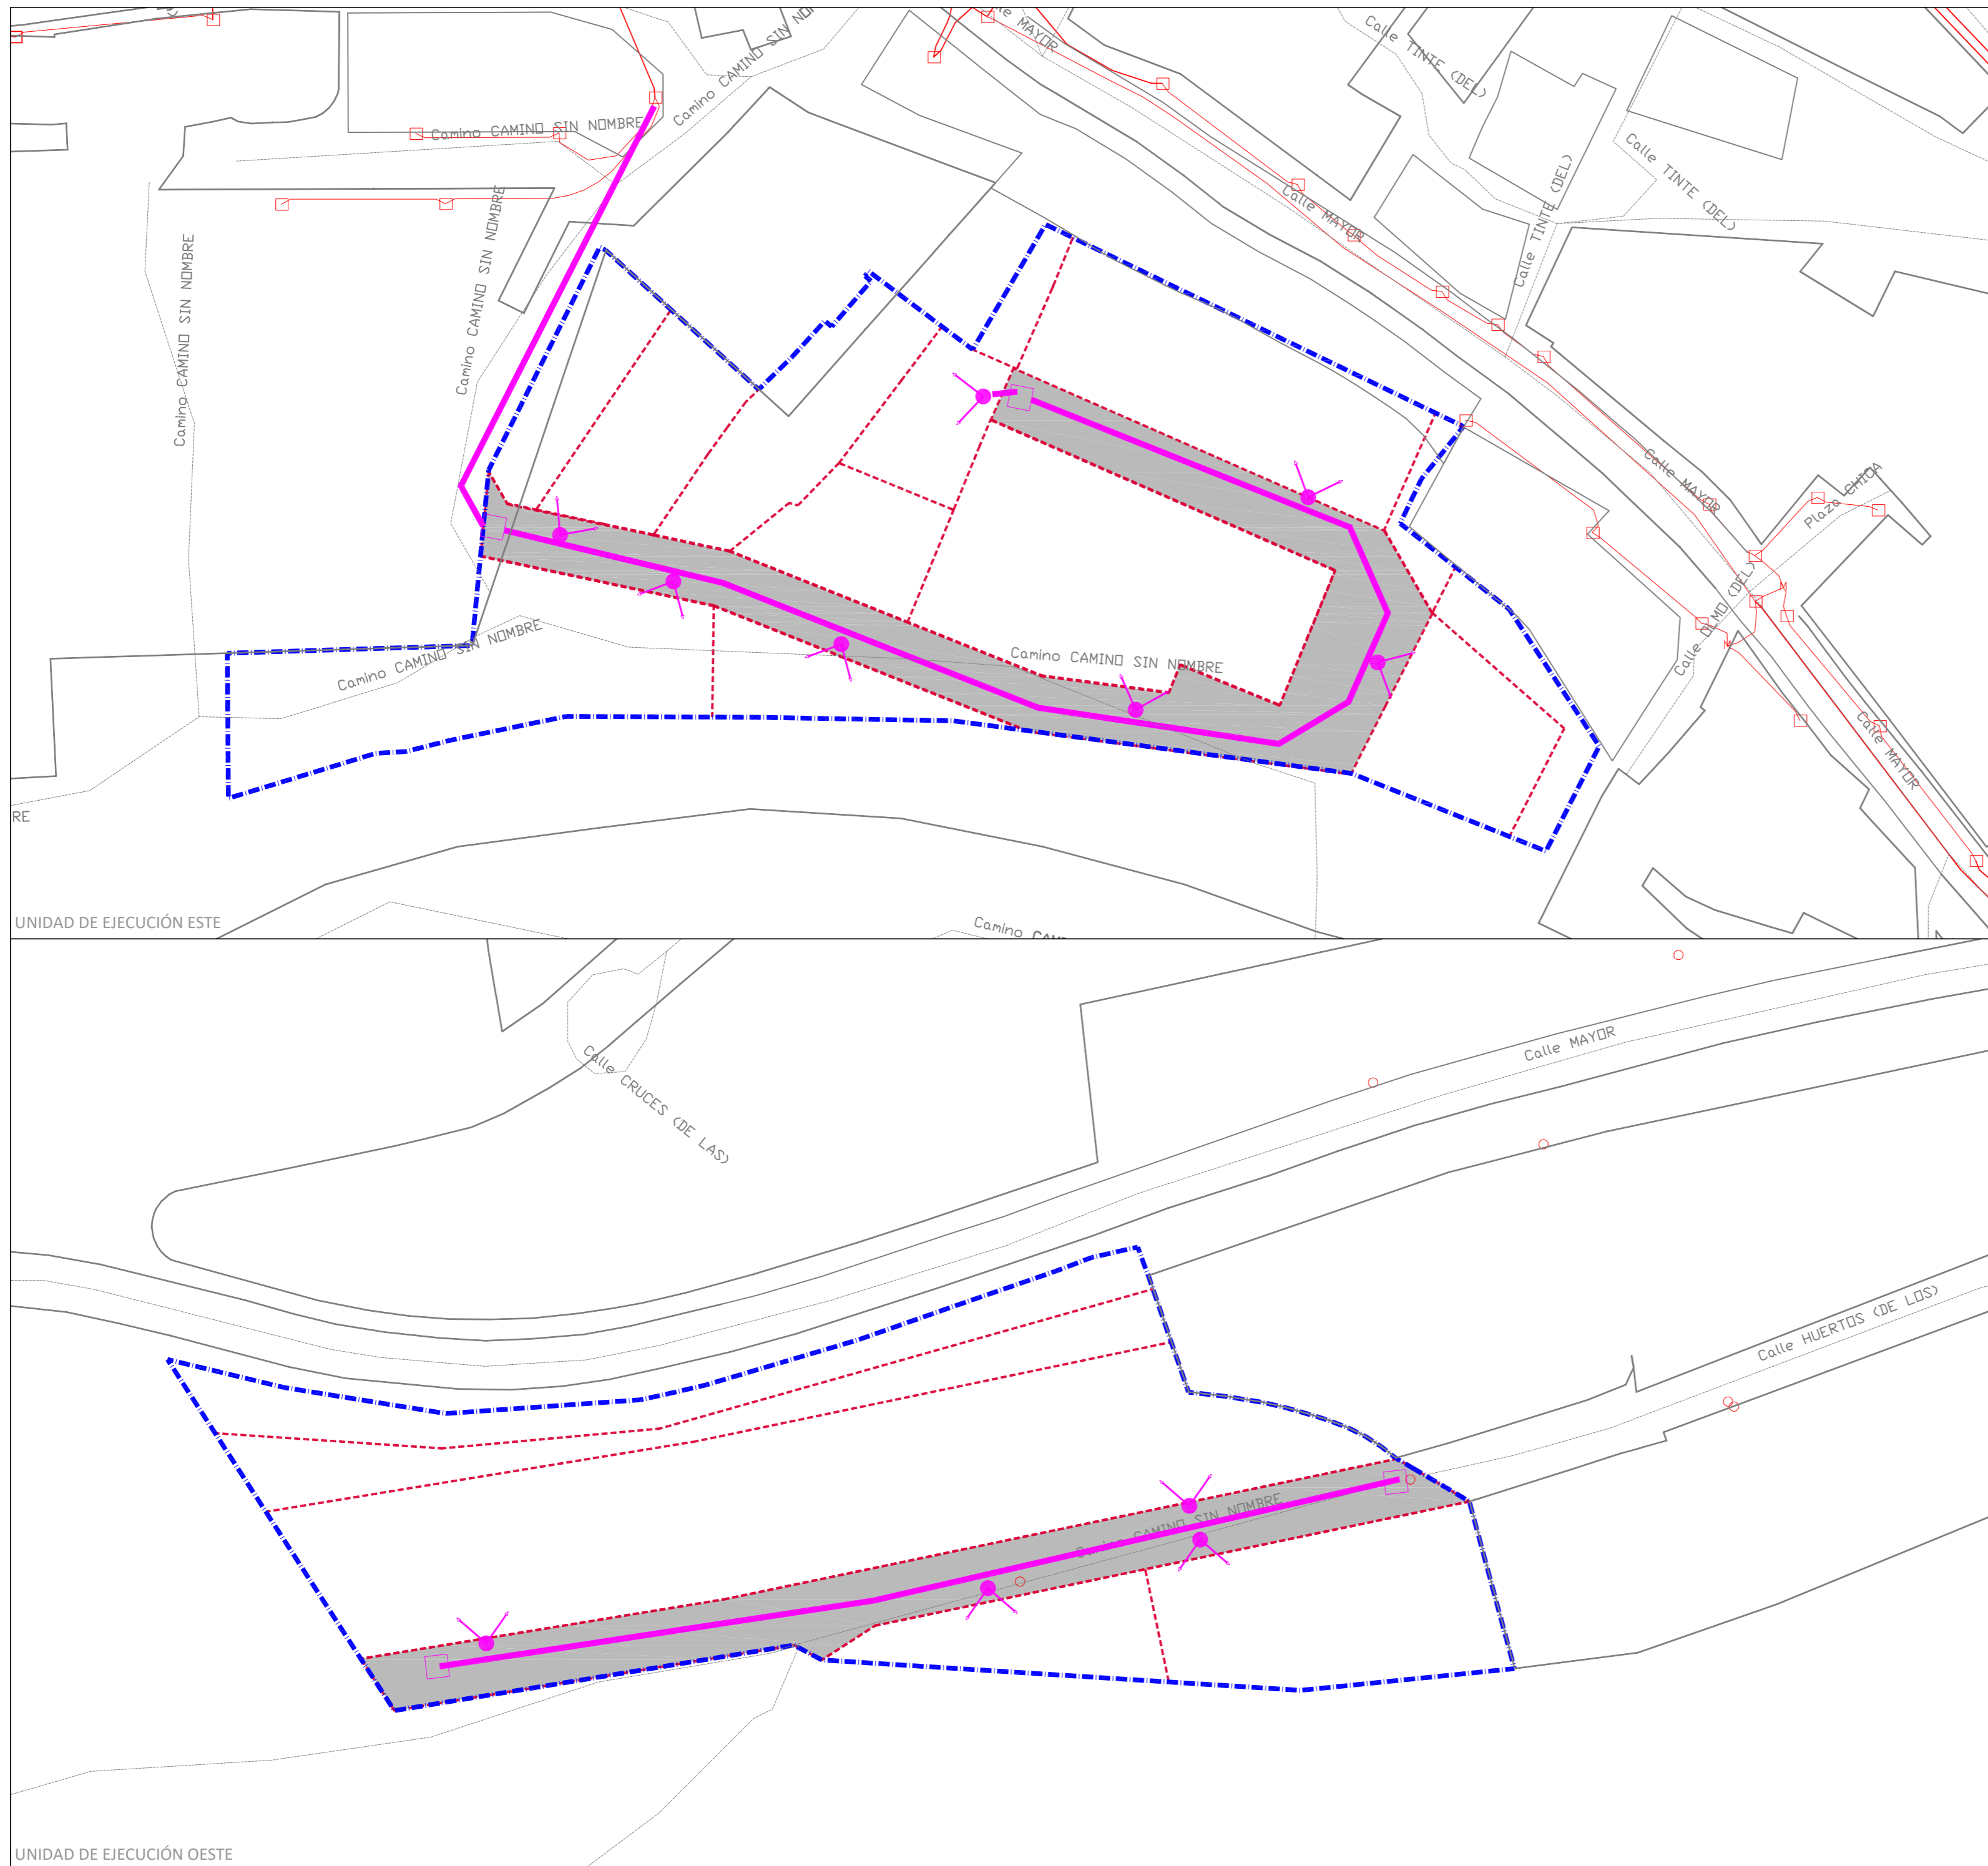 Calle MAYOR
Camino CAMINO SIN
Calle TINTE (DEL)
Camino CAMINO SIN NOMBRE
Calle TINTE (DEL)
Calle TINTE (DEL)
Calle MAYOR
Camino CAMINO SIN NOMBRE
Camino CAMINO SIN NOMBRE
Calle MAYOR
Plaza CHICA
Calle OLMO (DEL)
Camino CAMINO SIN NOMBRE
Camino CAMINO SIN NOMBRE
Calle MAYOR
RE
UNIDAD DE EJECUCIÓN ESTE
Camino
Calle MAYOR
Calle CRUCES (DE LAS)
Calle HUERTOS (DE LOS)
Camino CAMINO SIN NOMBRE
UNIDAD DE EJECUCIÓN OESTE